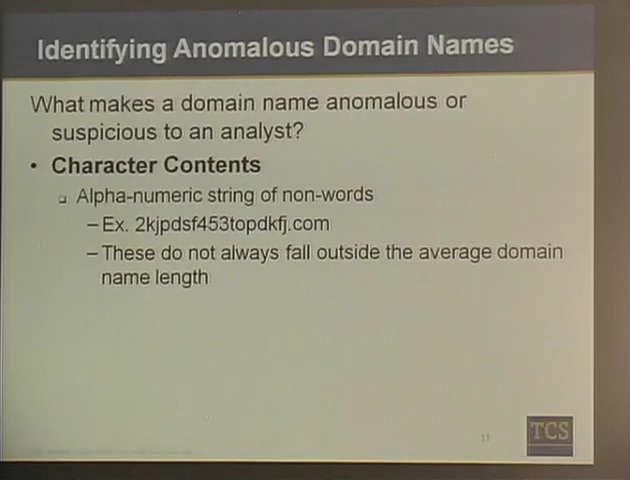 Identifying Anomalous Domain Names
What makes a domain name anomalous or
suspicious to an analyst?
• Character Contents
❑ Alpha-numeric string of non-words
– Ex. 2kjpdsf453topdkfj.com
– These do not always fall outside the average domain
name length
11
TCS